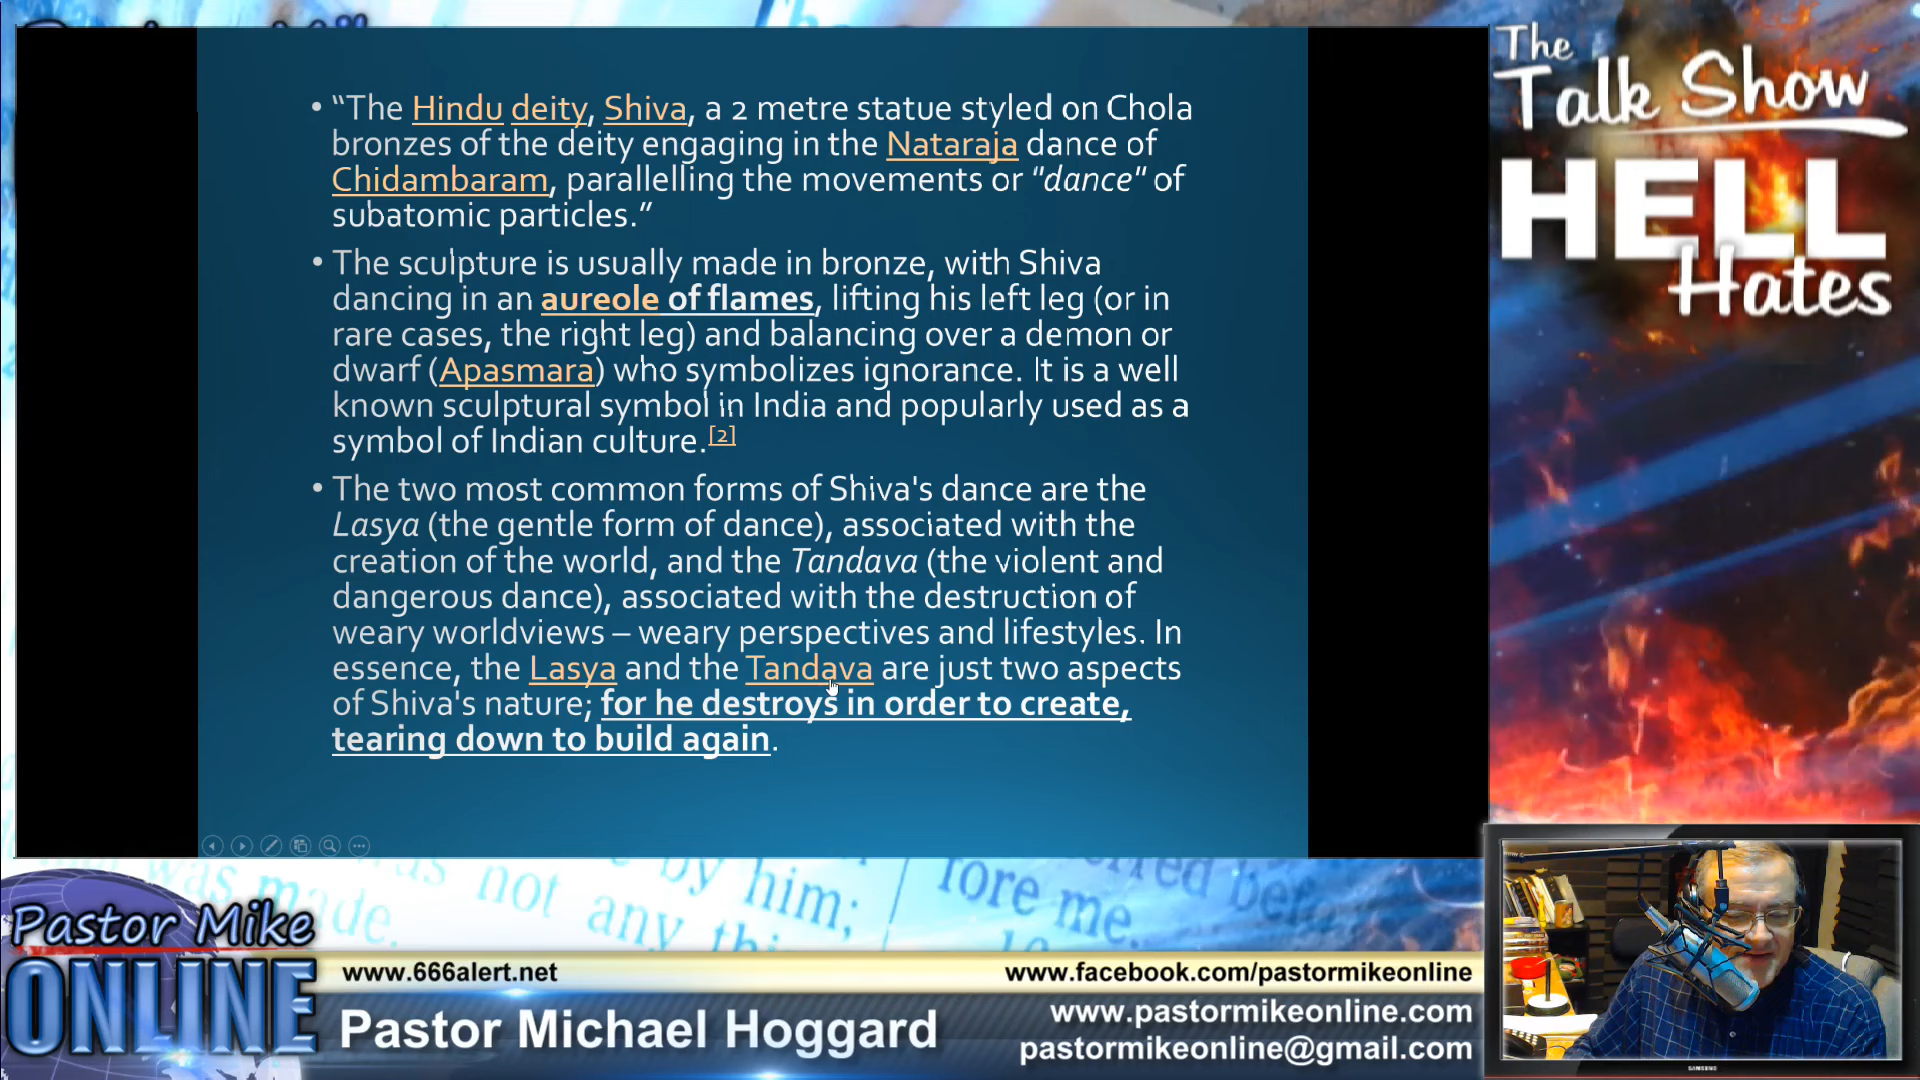 The
Talk Show
HELL
Hates
• “The Hindu deity, Shiva, a 2 metre statue styled on Chola
bronzes of the deity engaging in the Nataraja dance of
Chidambaram, parallelling the movements or "dance" of
subatomic particles.”
• The sculpture is usually made in bronze, with Shiva
dancing in an aureole of flames, lifting his left leg (or in
rare cases, the right leg) and balancing over a demon or
dwarf (Apasmara) who symbolizes ignorance. It is a well
known sculptural symbol in India and popularly used as a
symbol of Indian culture.[2]
• The two most common forms of Shiva's dance are the
Lasya (the gentle form of dance), associated with the
creation of the world, and the Tandava (the violent and
dangerous dance), associated with the destruction of
weary worldviews – weary perspectives and lifestyles. In
essence, the Lasya and the Tandava are just two aspects
of Shiva's nature; for he destroys in order to create,
tearing down to build again.
was made.
as not any
by him;
fore me.
erred before
Pastor Mike
ONLINE
www.666alert.net
www.facebook.com/pastormikeonline
Pastor Michael Hoggard
www.pastormikeonline.com
pastormikeonline@gmail.com
SAMSUNG